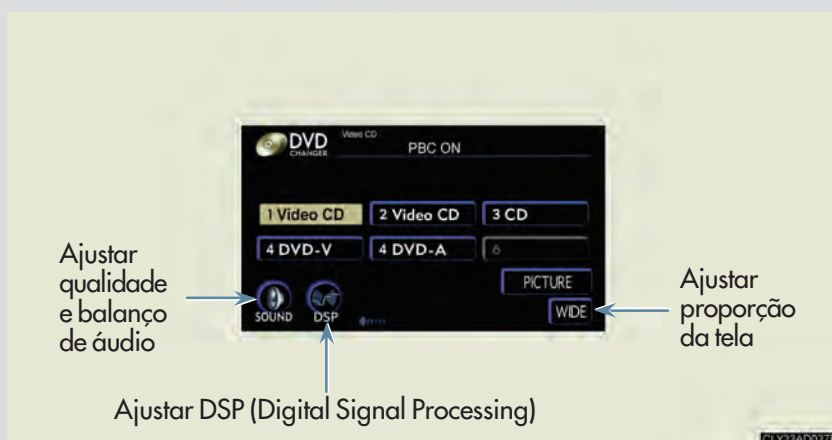 DVD
CHANGER
Video CD
PBC ON
1 Video CD
2 Video CD
3 CD
4 DVD-V
4 DVD-A
6
PICTURE
WIDE
SOUND
DSP
Ajustar
qualidade
e balanço
de áudio
Ajustar
proporção
da tela
Ajustar DSP (Digital Signal Processing)